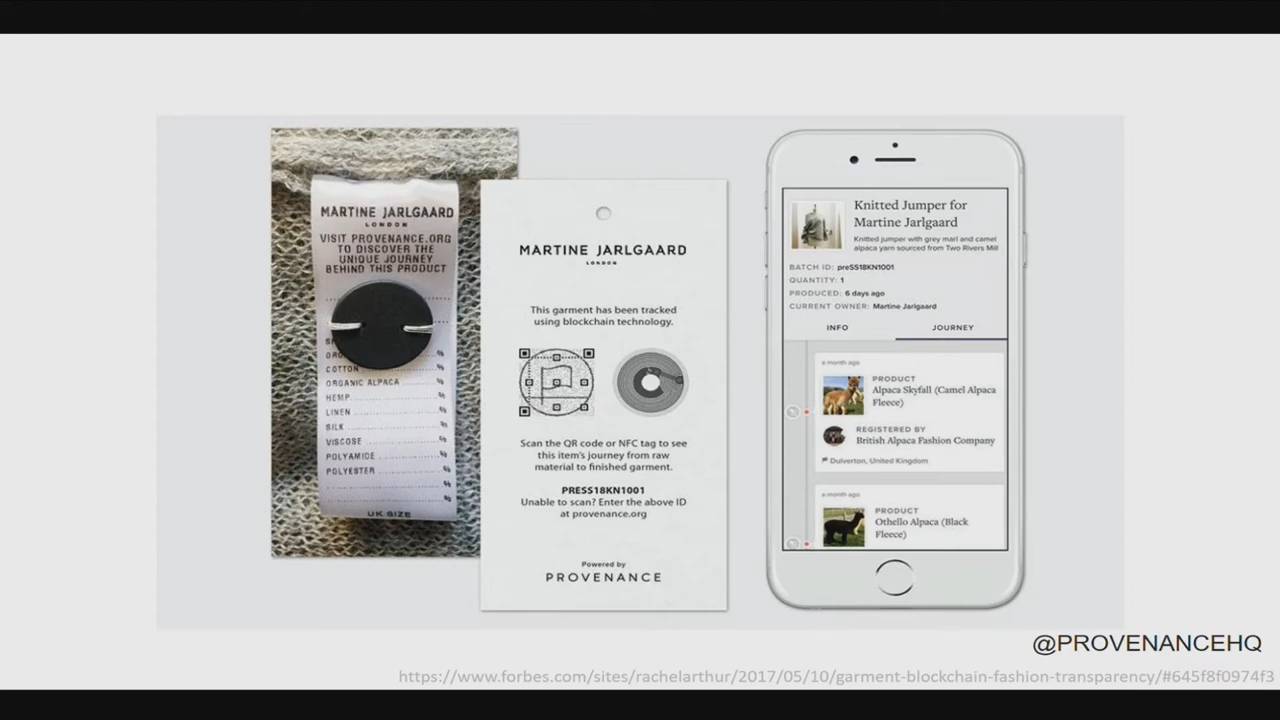 MARTINE JARLGAARD
LONDON
VISIT PROVENANCE.ORG
TO DISCOVER THE
UNIQUE JOURNEY
BEHIND THIS PRODUCT
COTTON %
ORGANIC ALPACA %
HEMP %
LINEN %
SILK %
VISCOSE %
POLYAMIDE %
POLYESTER %
%
%
UK SIZE
MARTINE JARLGAARD
LONDON
This garment has been tracked
using blockchain technology.
Scan the QR code or NFC tag to see
this item's journey from raw
material to finished garment.
PRESS18KN1001
Unable to scan? Enter the above ID
at provenance.org
Powered by
PROVENANCE
Knitted Jumper for
Martine Jarlgaard
Knitted jumper with grey marl and camel
alpaca yarn sourced from Two Rivers Mill
BATCH ID: preSS18KN1001
QUANTITY: 1
PRODUCED: 6 days ago
CURRENT OWNER: Martine Jarlgaard
INFO JOURNEY
a month ago
PRODUCT
Alpaca Skyfall (Camel Alpaca
Fleece)
REGISTERED BY
British Alpaca Fashion Company
Dulverton, United Kingdom
a month ago
PRODUCT
Othello Alpaca (Black
Fleece)
@PROVENANCEHQ
https://www.forbes.com/sites/rachelarthur/2017/05/10/garment-blockchain-fashion-transparency/#645f8f0974f3